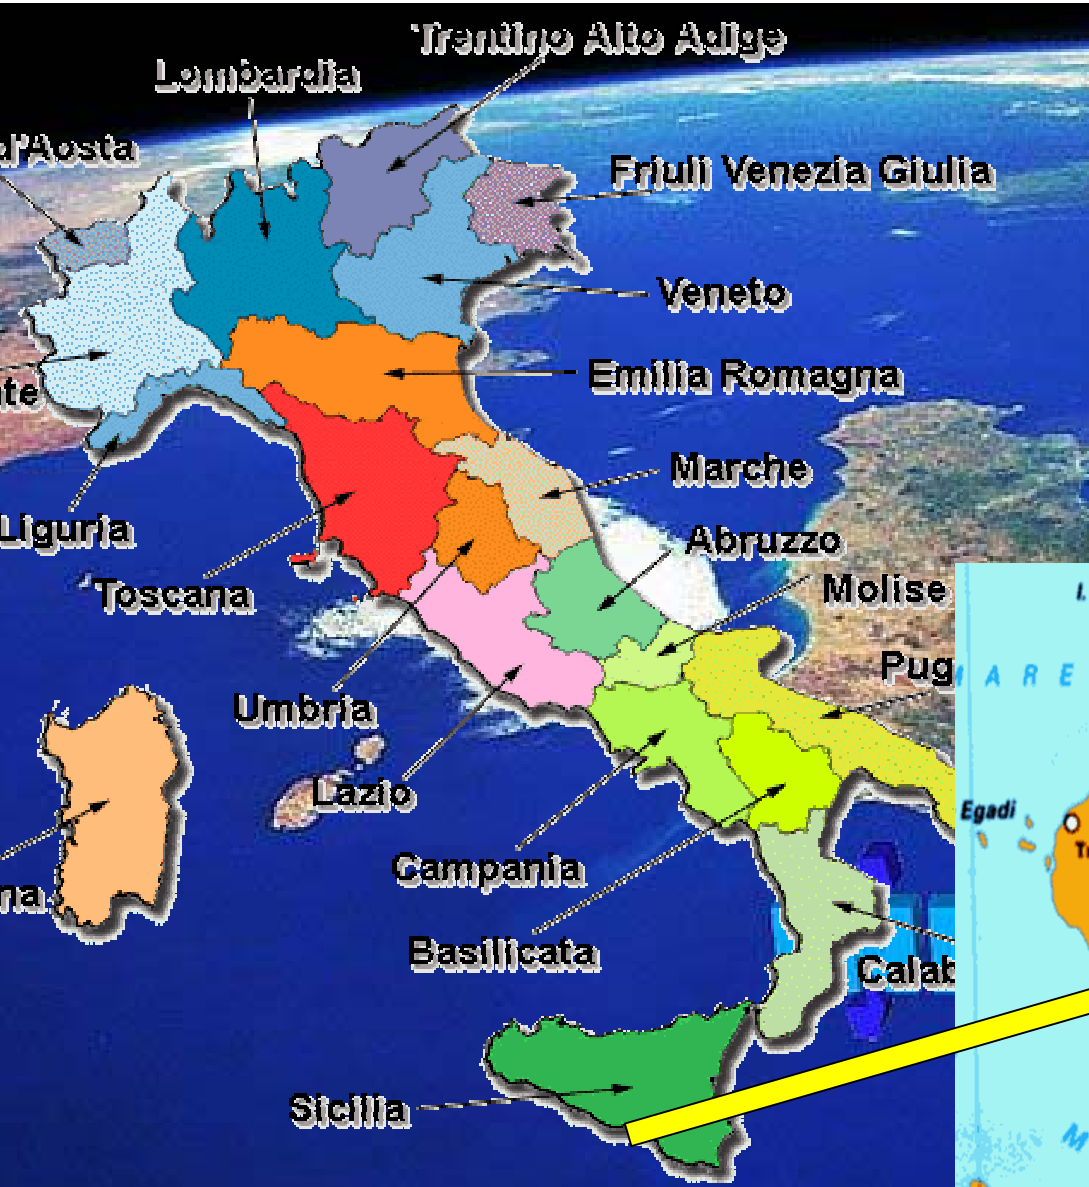 Trentino Alto Adige
Lombardia
d'Aosta
Friuli Venezia Giulia
Veneto
Emilia Romagna
te
Marche
Liguria
Abruzzo
Toscana
Molise
I.
Pug
M A R E
Umbria
Lazio
Egadi
Campania
na
Basilicata
Calab
Sicilia
M